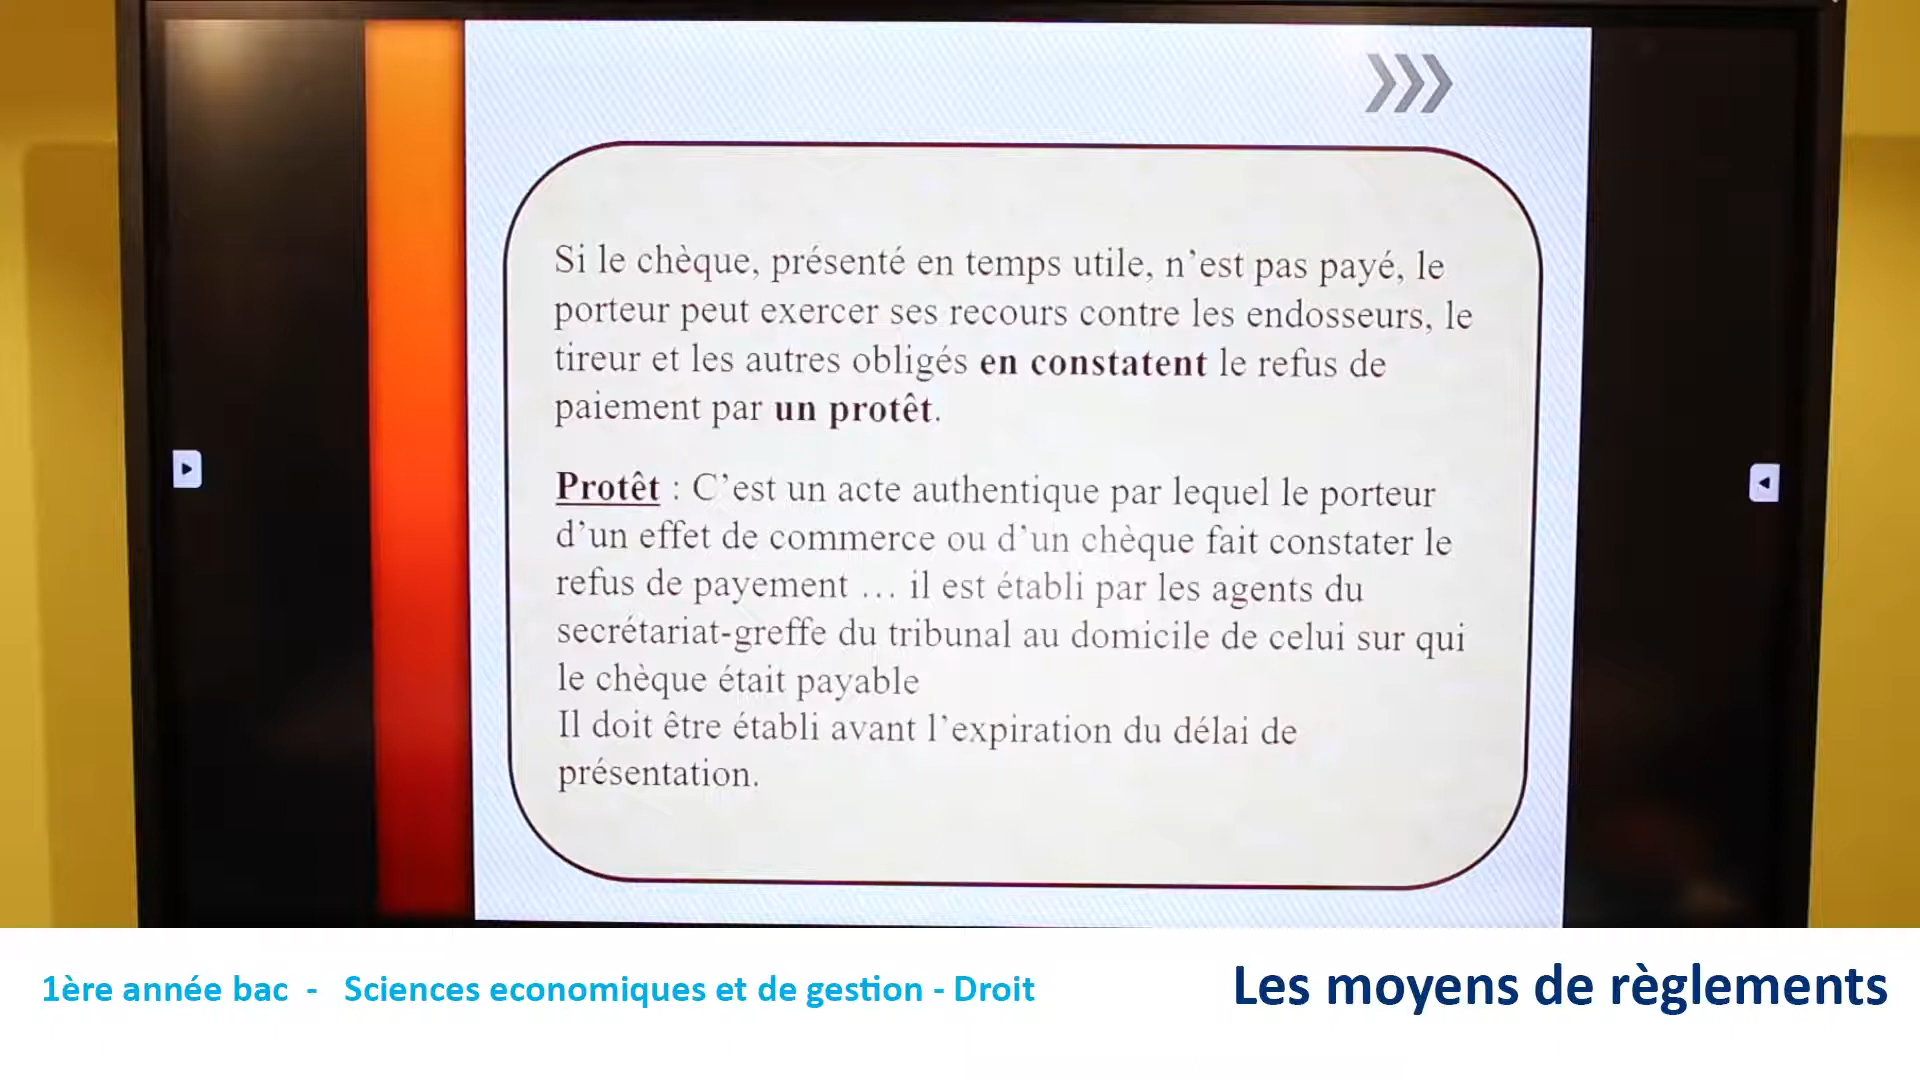 Si le chèque, présenté en temps utile, n’est pas payé, le
porteur peut exercer ses recours contre les endosseurs, le
tireur et les autres obligés en constatent le refus de
paiement par un protêt.
Protêt : C’est un acte authentique par lequel le porteur
d’un effet de commerce ou d’un chèque fait constater le
refus de payement ... il est établi par les agents du
secrétariat-greffe du tribunal au domicile de celui sur qui
le chèque était payable
Il doit être établi avant l’expiration du délai de
présentation.
1ère année bac - Sciences economiques et de gestion - Droit
Les moyens de règlements